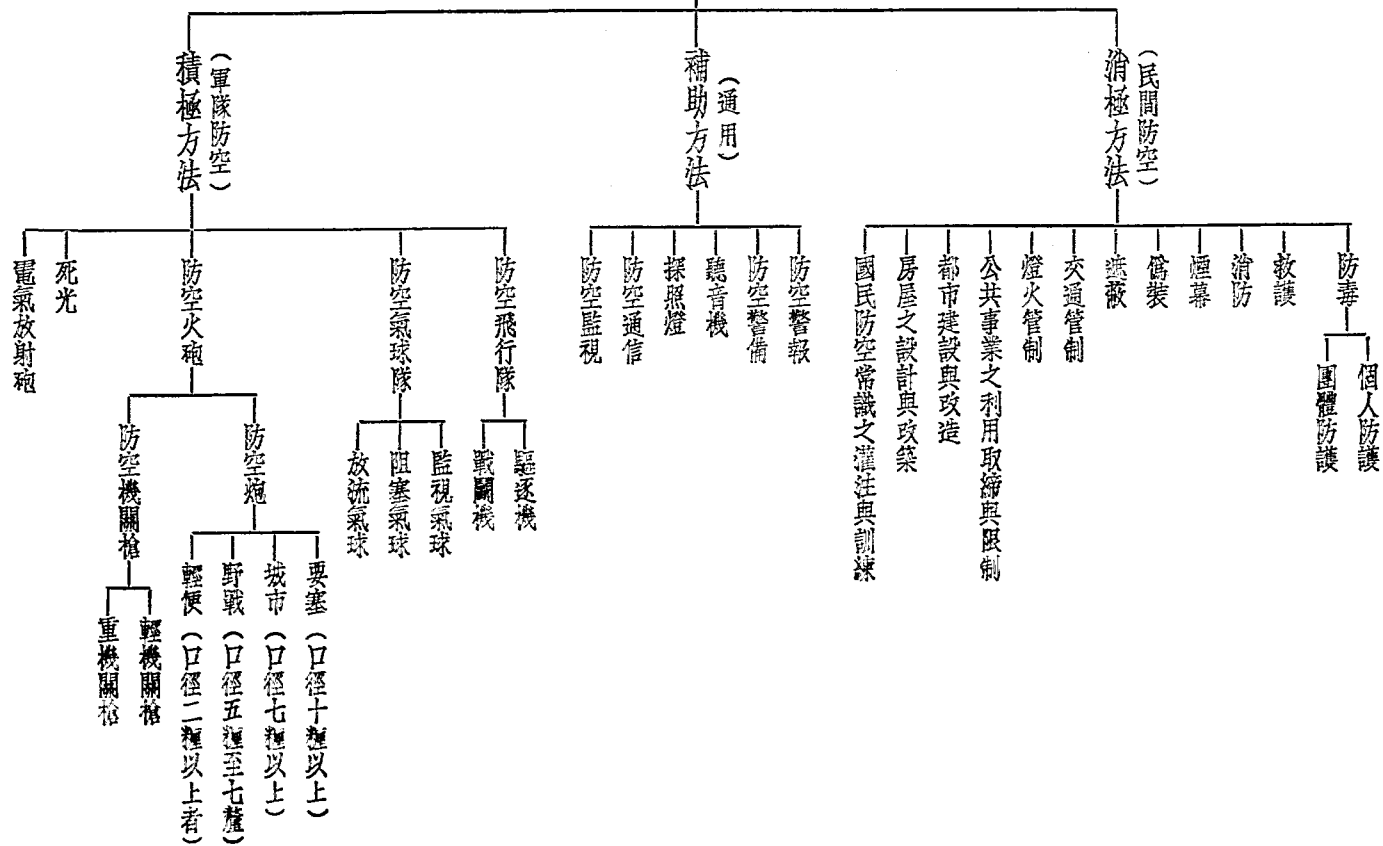 消極方法
（民間防空）
防毒
個人防護
團體防護
救護
消防
煙幕
僞裝
遮蔽
交通管制
燈火管制
公共事業之利用取締與限制
都市建設與改造
房屋之設計與改築
國民防空常識之灌注與訓練
補助方法
（通用）
防空警報
防空警備
聽音機
探照燈
防空通信
防空監視
積極方法
（軍隊防空）
防空飛行隊
驅逐機
戰鬭機
防空氣球隊
監視氣球
阻塞氣球
放流氣球
防空火砲
防空炮
要塞（口徑十糎以上）
城市（口徑七糎以上）
野戰（口徑五糎至七釐）
輕便（口徑二糎以上者）
防空機關槍
輕機關槍
重機關槍
死光
電氣放射砲